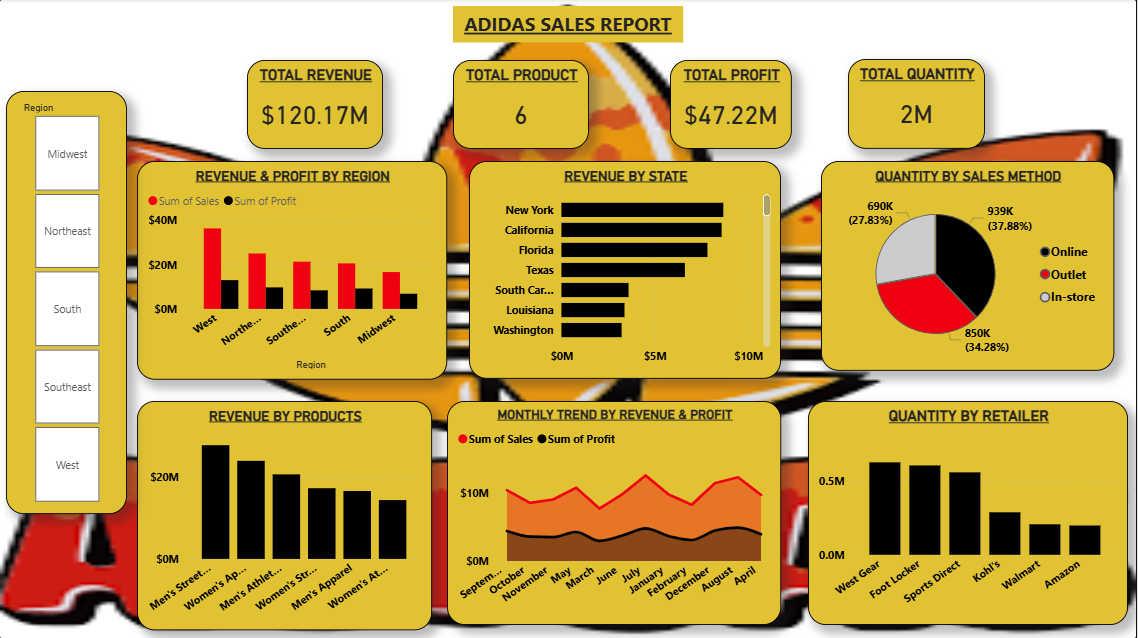 ADIDAS SALES REPORT
TOTAL REVENUE
$120.17M
TOTAL PRODUCT
6
TOTAL PROFIT
$47.22M
TOTAL QUANTITY
2M
Region
Midwest
Northeast
South
Southeast
West
REVENUE & PROFIT BY REGION
Sum of Sales Sum of Profit
$40M
$20M
$0M
West
Northe...
Southe...
South
Midwest
Region
REVENUE BY STATE
New York
California
Florida
Texas
South Car...
Louisiana
Washington
$0M $5M $10M
QUANTITY BY SALES METHOD
690K
(27.83%)
939K
(37.88%)
850K
(34.28%)
Online
Outlet
In-store
REVENUE BY PRODUCTS
$20M
$0M
Men's Street...
Women's Ap...
Men's Athlet...
Women's Str...
Men's Apparel
Women's At...
MONTHLY TREND BY REVENUE & PROFIT
Sum of Sales Sum of Profit
$10M
$0M
Septem...
October
November
May
March
June
July
January
February
December
August
April
QUANTITY BY RETAILER
0.5M
0.0M
West Gear
Foot Locker
Sports Direct
Kohl's
Walmart
Amazon